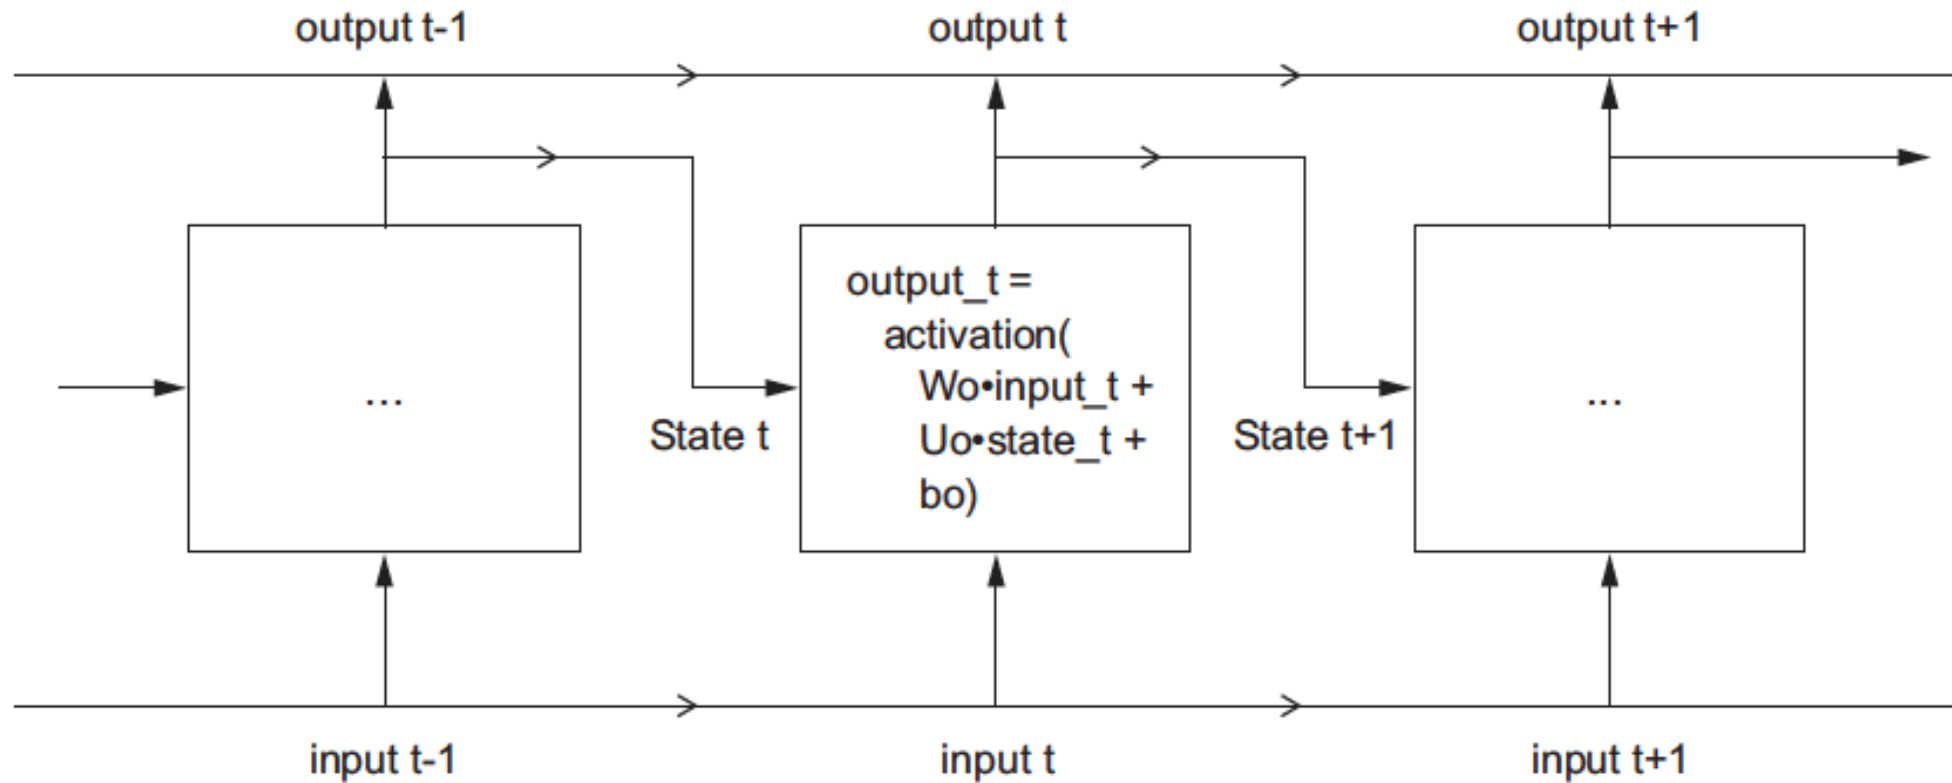 output t-1
output t
output t+1
output_t =
activation(
Wo•input_t +
Uo•state_t +
bo)
...
...
State t
State t+1
input t-1
input t
input t+1